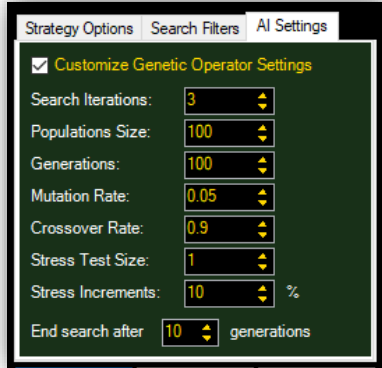 Strategy Options Search Filters AI Settings
Customize Genetic Operator Settings
Search Iterations: 3
Populations Size: 100
Generations: 100
Mutation Rate: 0.05
Crossover Rate: 0.9
Stress Test Size: 1
Stress Increments: 10 %
End search after 10 generations